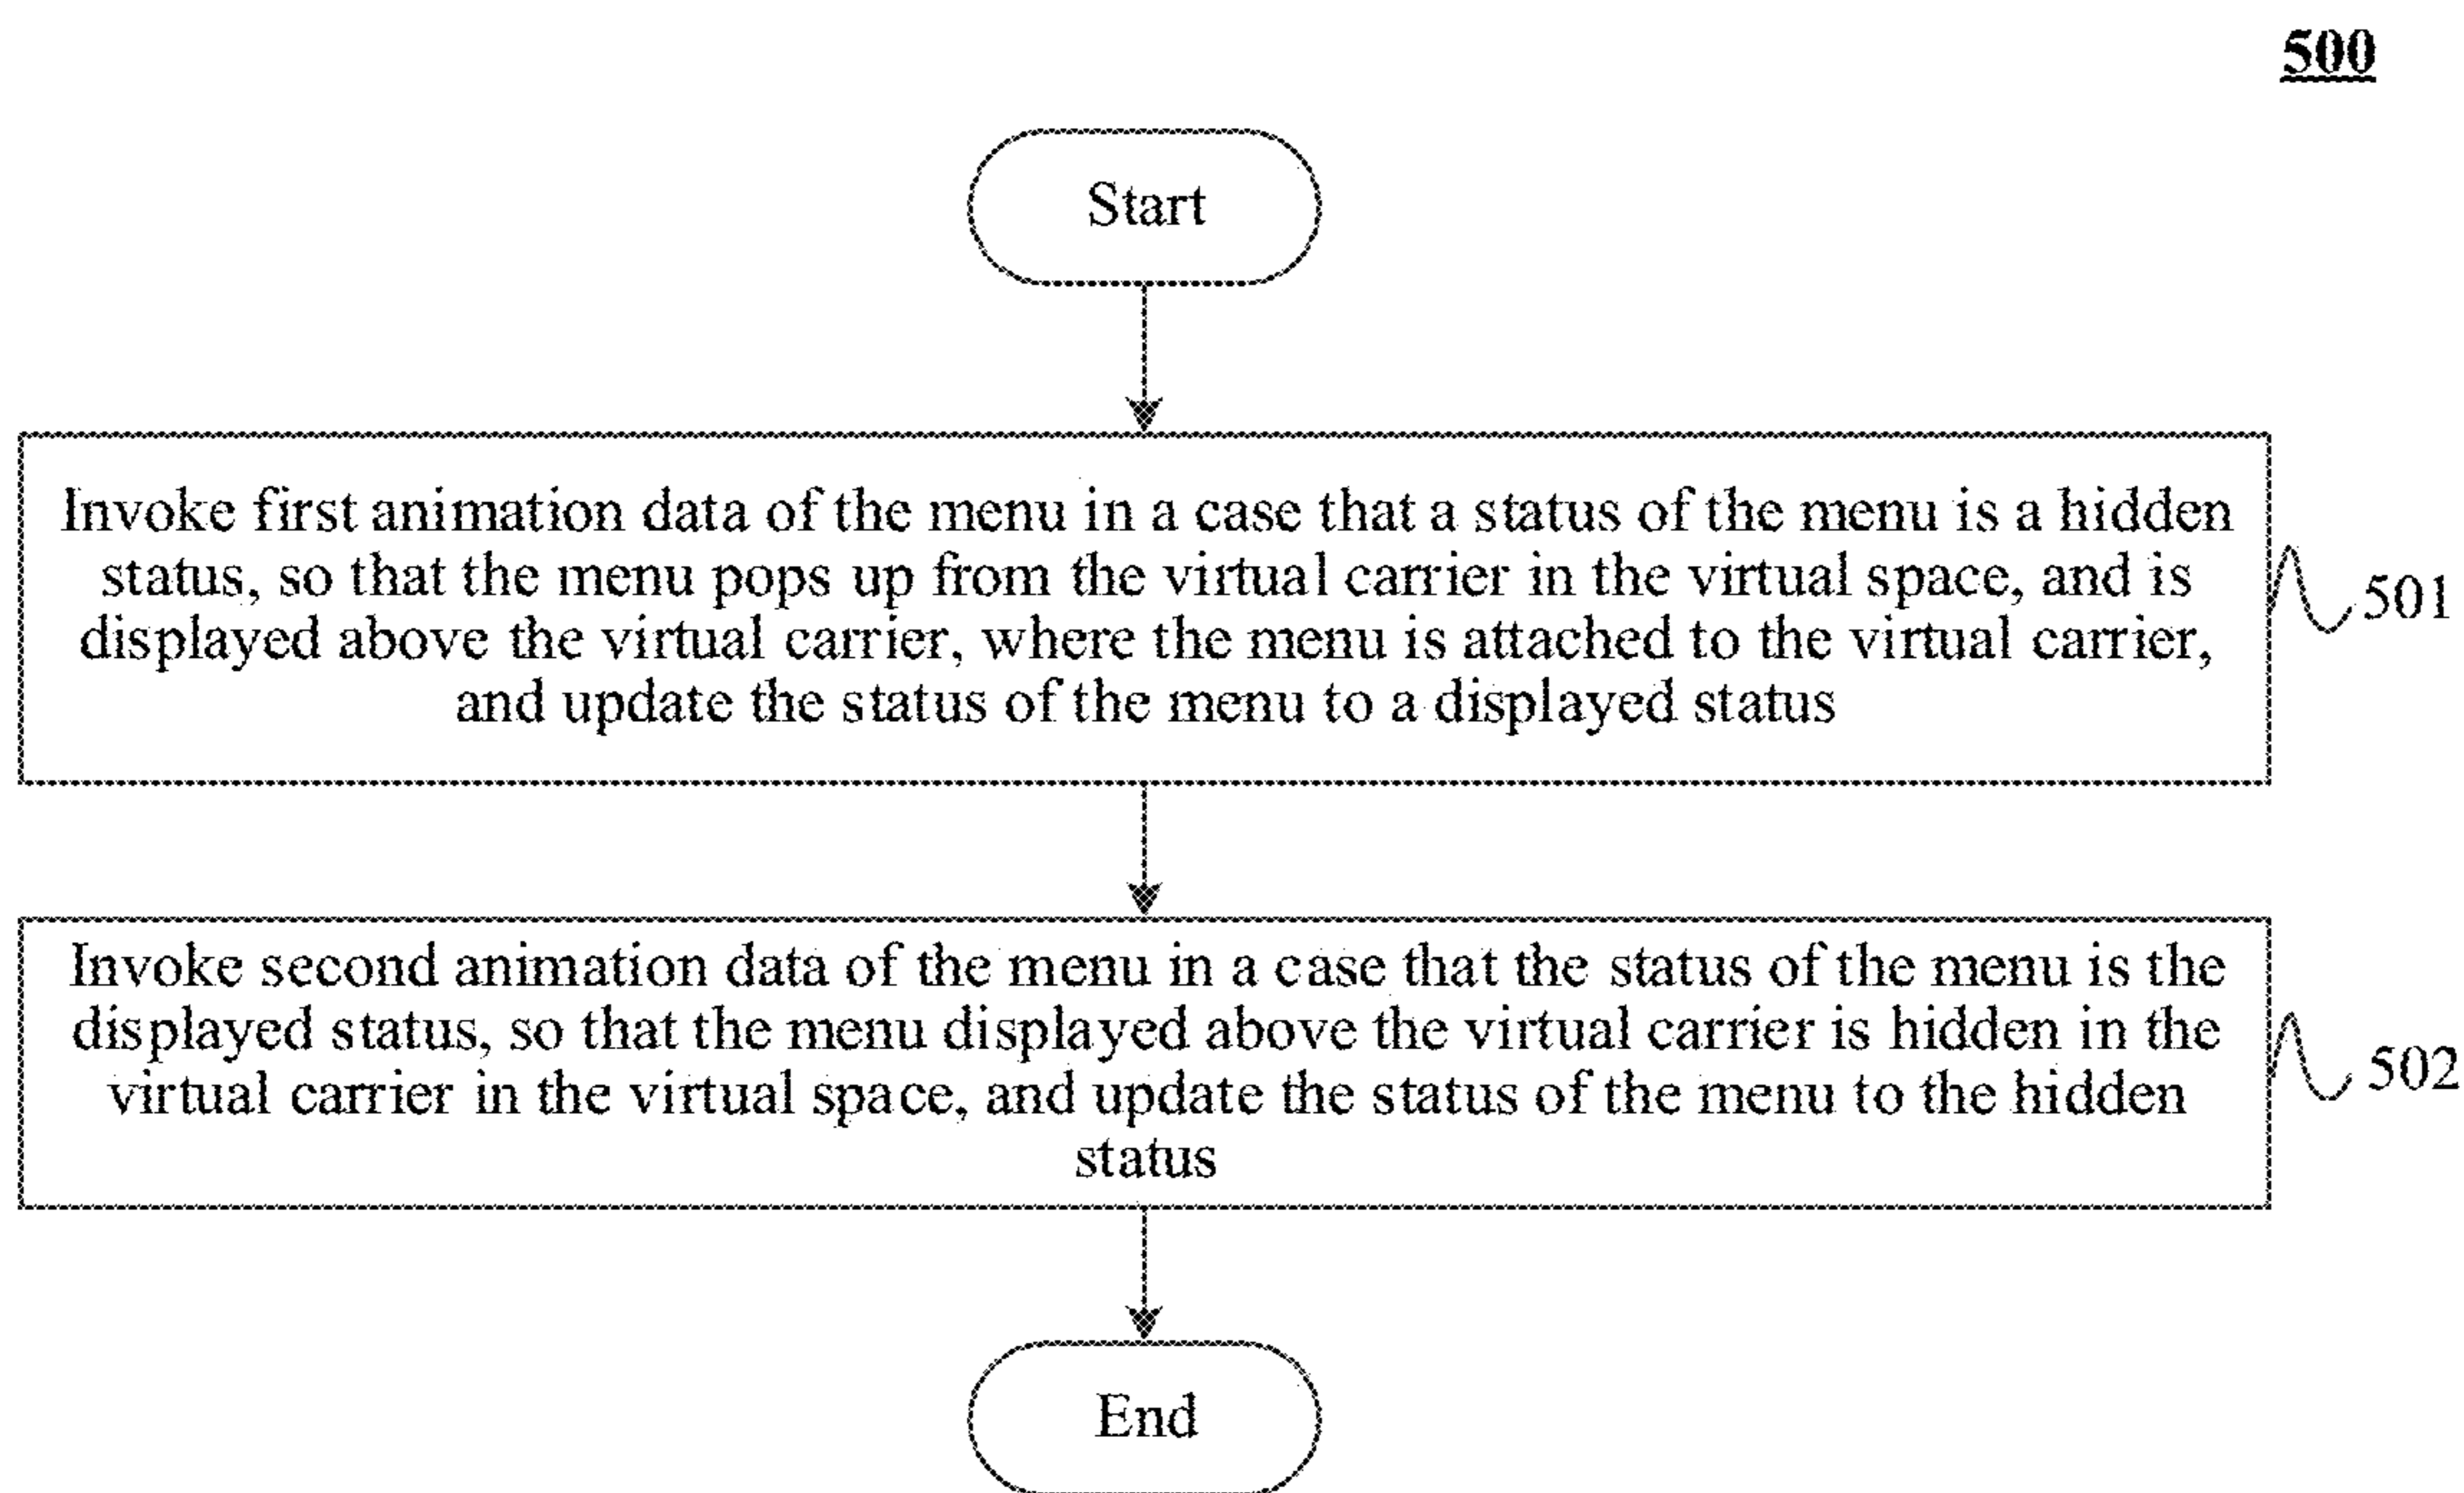 500
Start
Invoke first animation data of the menu in a case that a status of the menu is a hidden
status, so that the menu pops up from the virtual carrier in the virtual space, and is
displayed above the virtual carrier, where the menu is attached to the virtual carrier,
and update the status of the menu to a displayed status
501
Invoke second animation data of the menu in a case that the status of the menu is the
displayed status, so that the menu displayed above the virtual carrier is hidden in the
virtual carrier in the virtual space, and update the status of the menu to the hidden
status
502
End